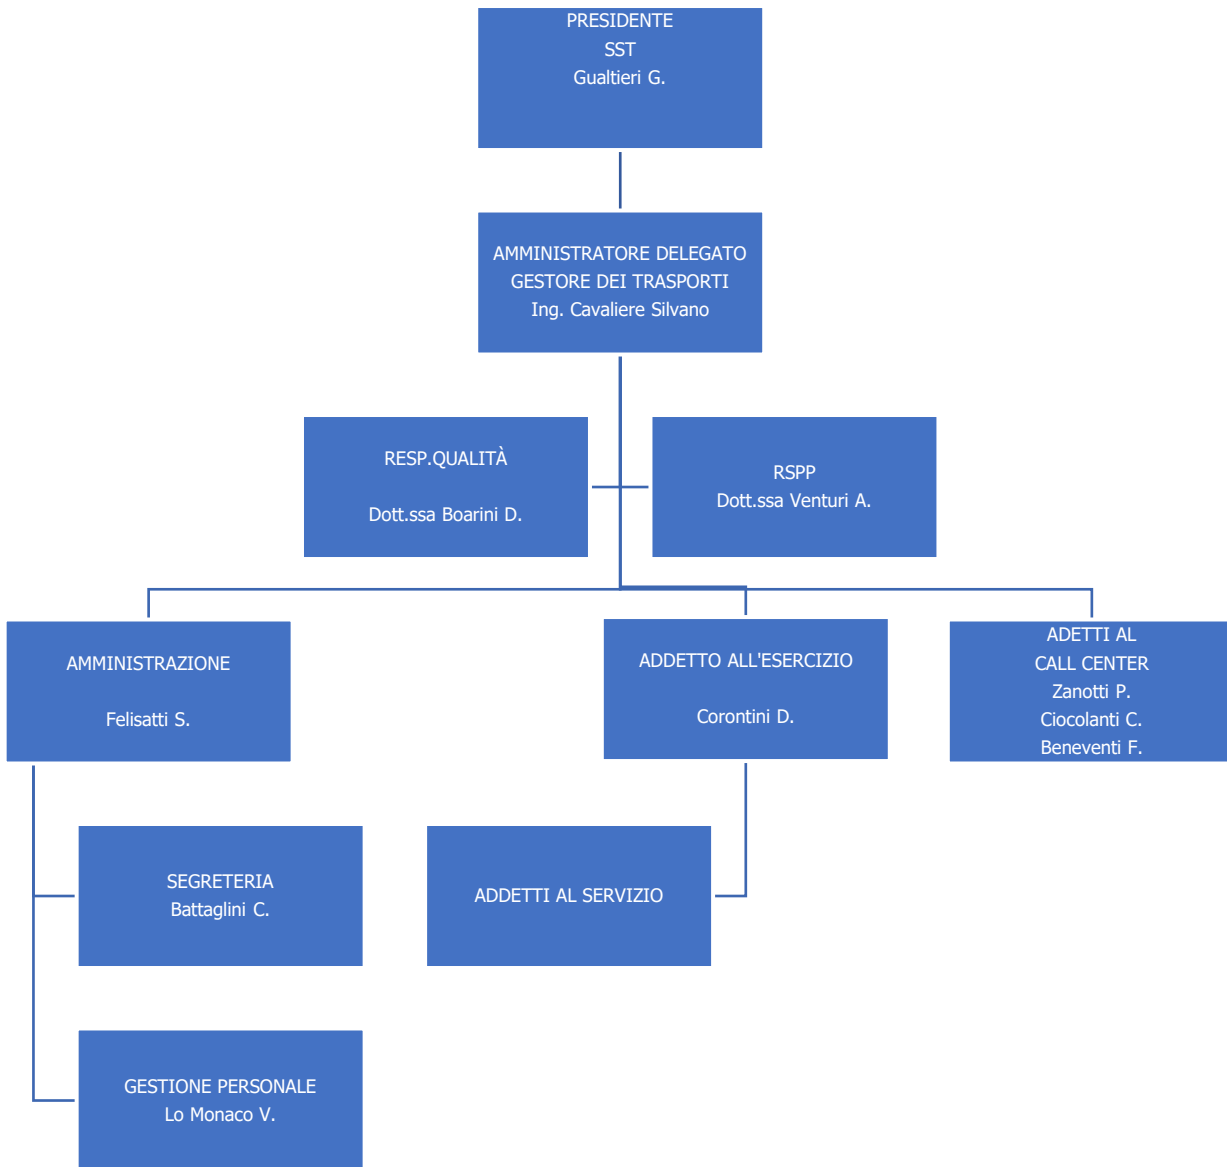 PRESIDENTE
SST
Gualtieri G.
AMMINISTRATORE DELEGATO
GESTORE DEI TRASPORTI
Ing. Cavaliere Silvano
RESP.QUALITÀ
Dott.ssa Boarini D.
RSPP
Dott.ssa Venturi A.
AMMINISTRAZIONE
Felisatti S.
ADDETTO ALL'ESERCIZIO
Corontini D.
ADETTI AL
CALL CENTER
Zanotti P.
Ciocolanti C.
Beneventi F.
SEGRETERIA
Battaglini C.
ADDETTI AL SERVIZIO
GESTIONE PERSONALE
Lo Monaco V.